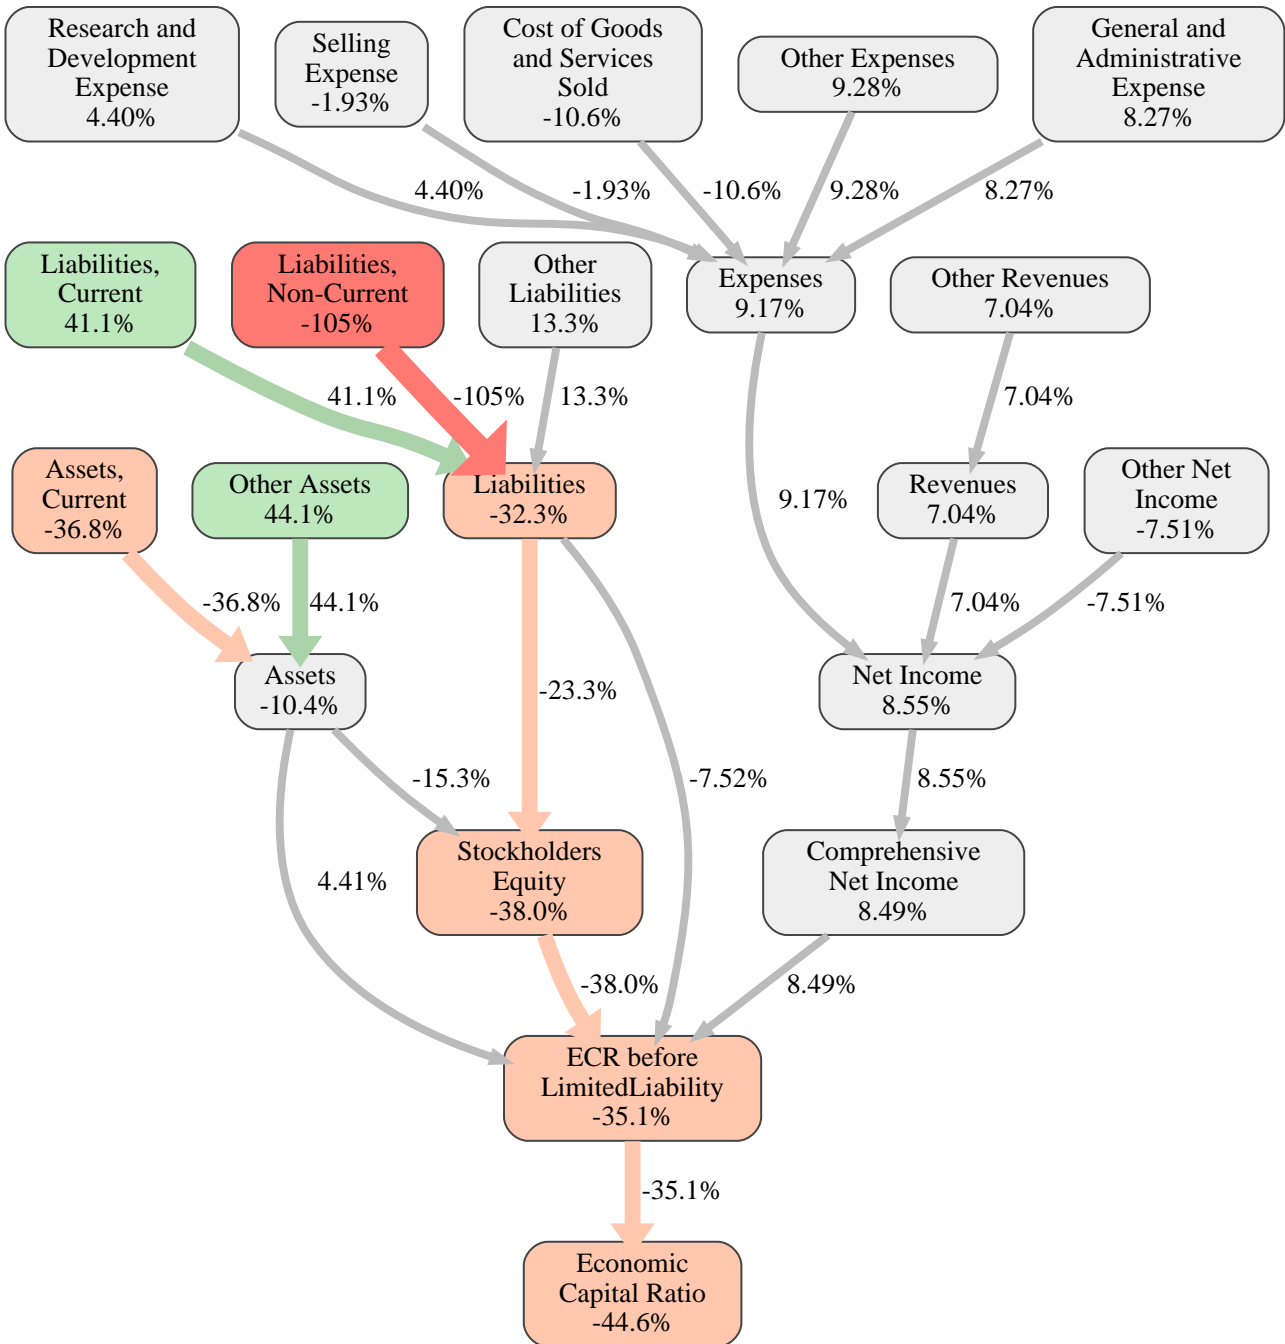 Research and
Development
Expense
4.40%
Selling
Expense
-1.93%
Cost of Goods
and Services
Sold
-10.6%
Other Expenses
9.28%
General and
Administrative
Expense
8.27%
4.40%
-1.93%
-10.6%
9.28%
8.27%
Liabilities,
Current
41.1%
Liabilities,
Non-Current
-105%
Other
Liabilities
13.3%
Expenses
9.17%
Other Revenues
7.04%
41.1%
-105%
13.3%
7.04%
Assets,
Current
-36.8%
Other Assets
44.1%
Liabilities
-32.3%
9.17%
Revenues
7.04%
Other Net
Income
-7.51%
-36.8%
44.1%
7.04%
-7.51%
Assets
-10.4%
-23.3%
Net Income
8.55%
-15.3%
-7.52%
8.55%
4.41%
Stockholders
Equity
-38.0%
Comprehensive
Net Income
8.49%
-38.0%
8.49%
ECR before
LimitedLiability
-35.1%
-35.1%
Economic
Capital Ratio
-44.6%